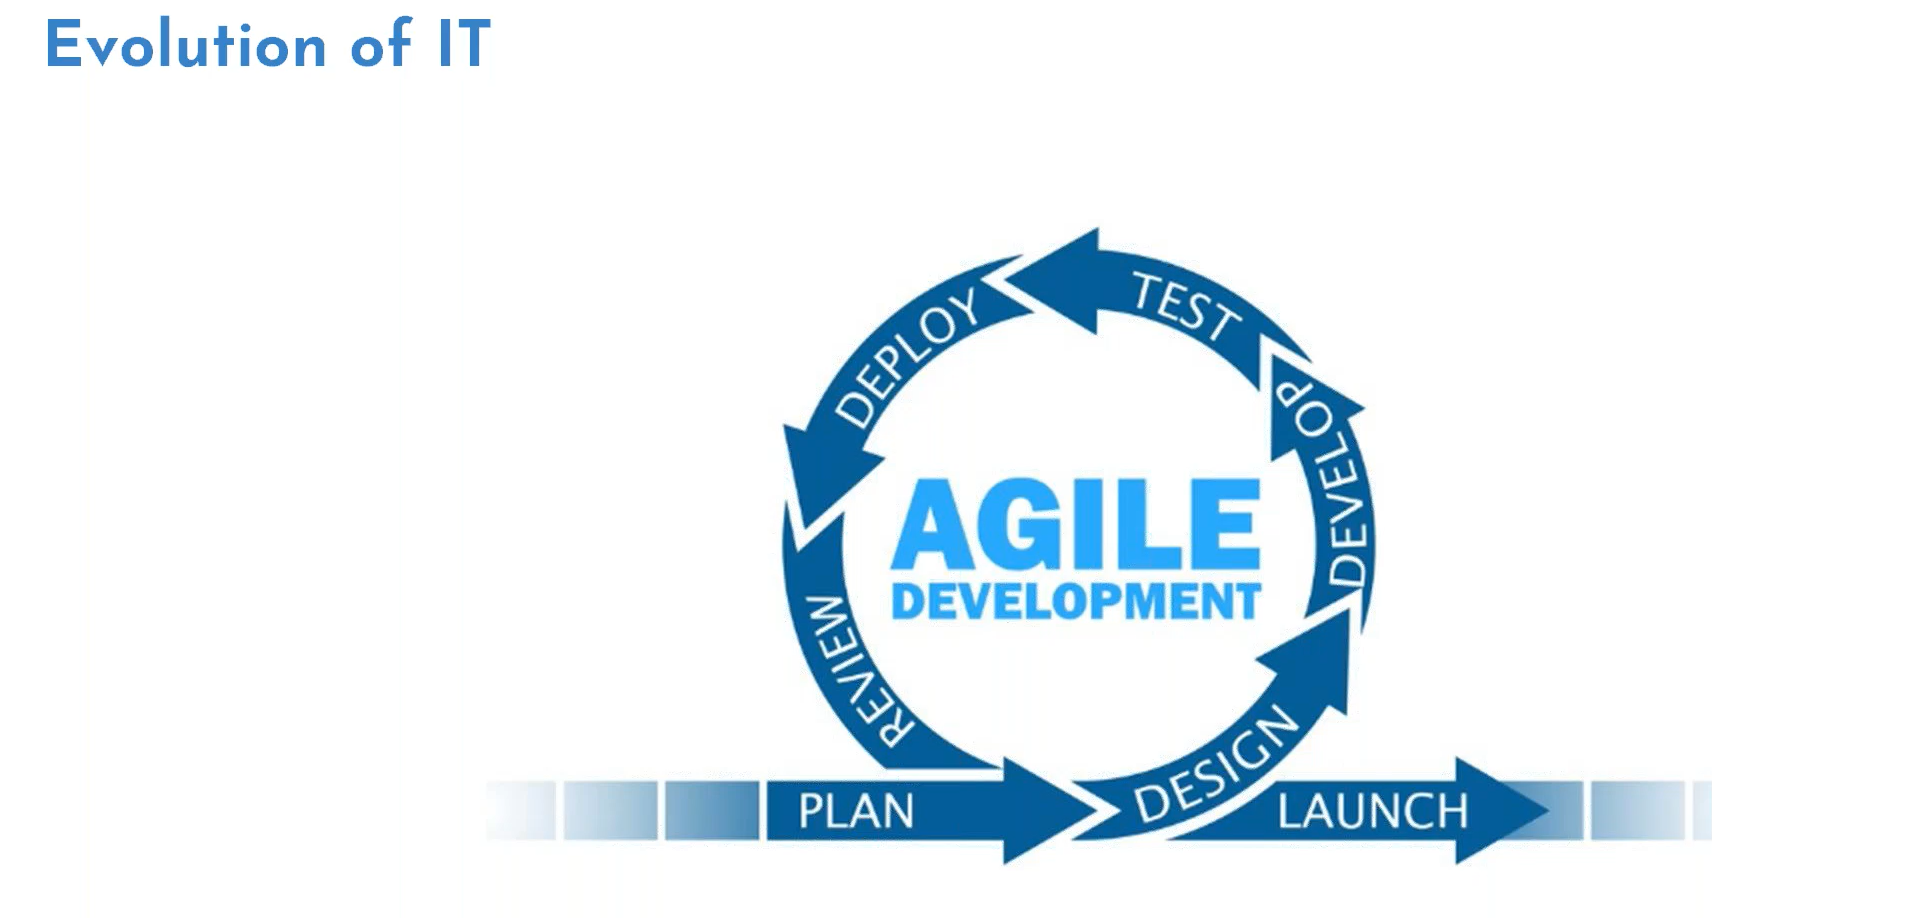 Evolution of IT
AGILE
DEVELOPMENT
PLAN
DESIGN
DEVELOP
TEST
DEPLOY
REVIEW
LAUNCH